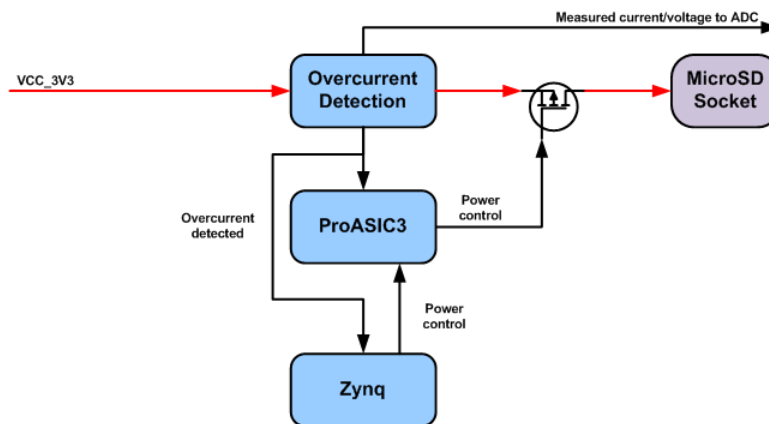 Measured current/voltage to ADC
VCC_3V3
Overcurrent
Detection
MicroSD
Socket
Power
control
Overcurrent
detected
ProASIC3
Power
control
Zynq